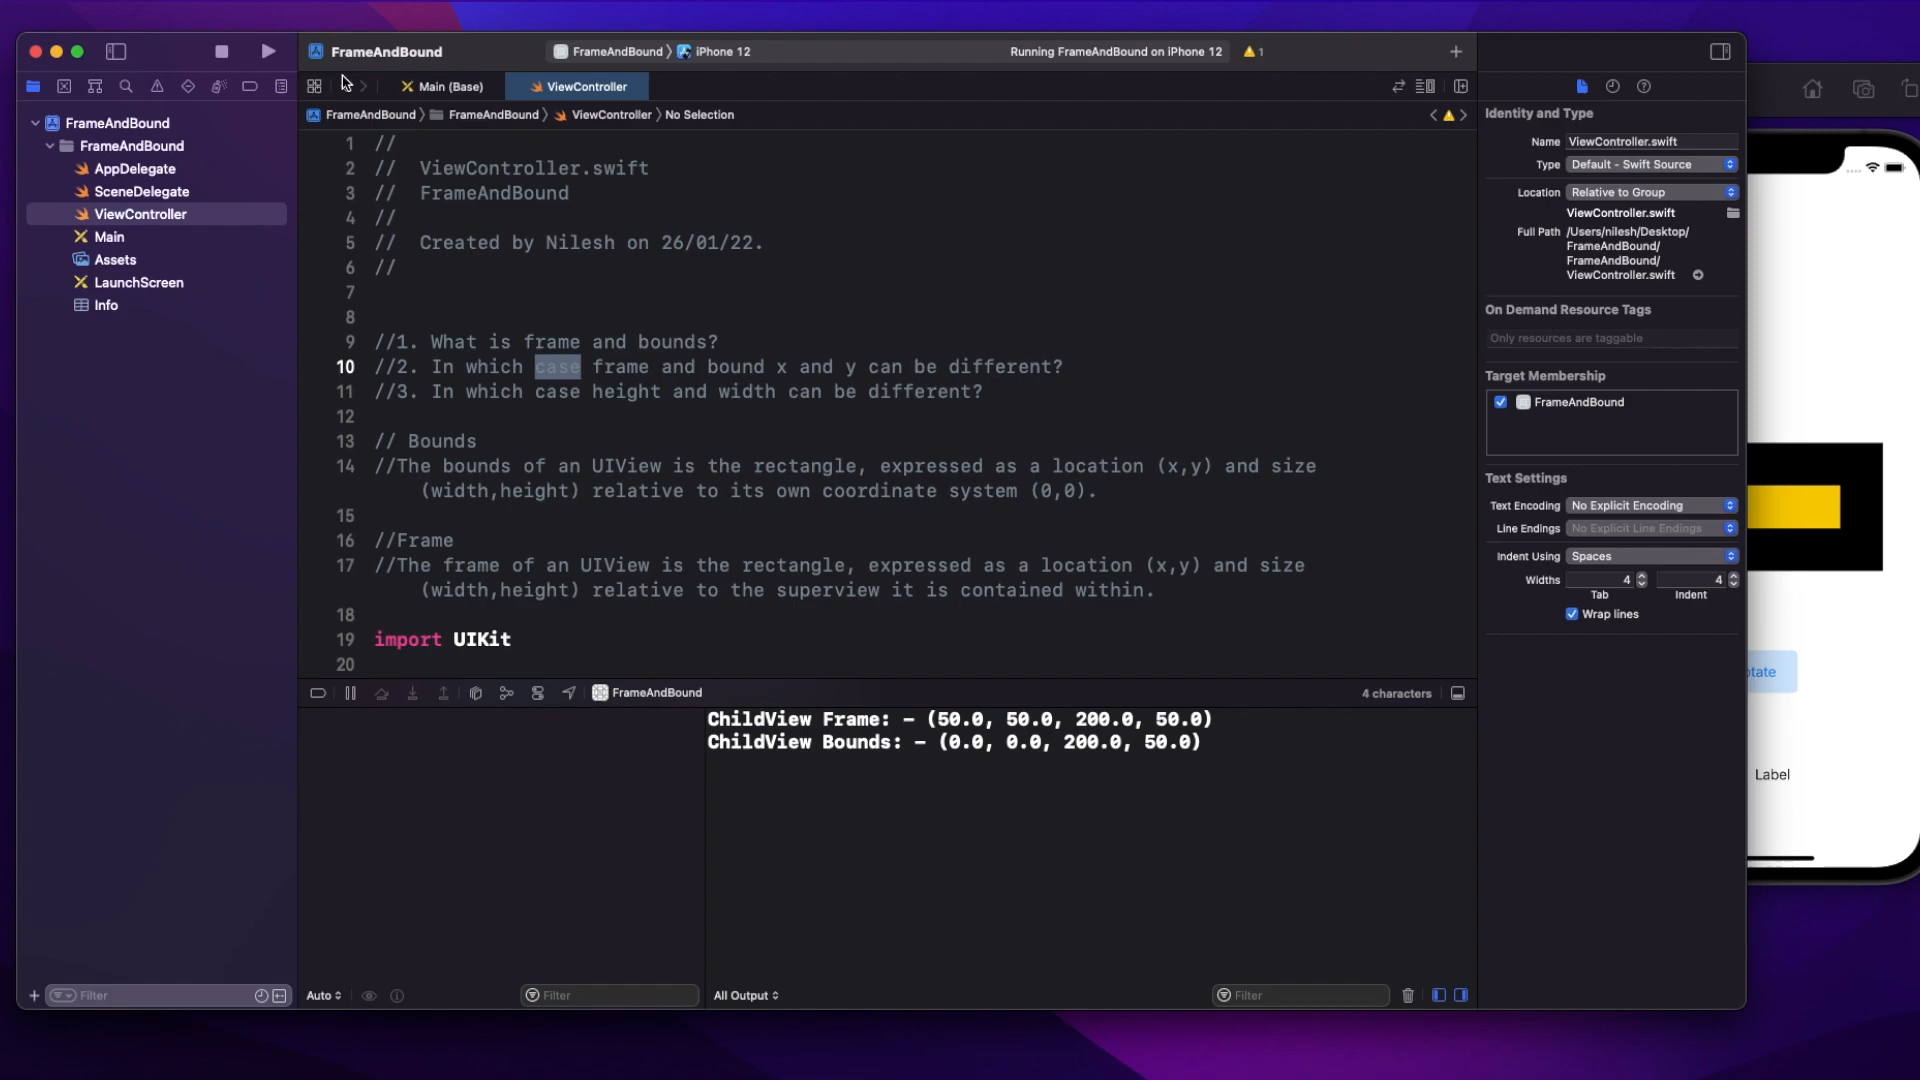 FrameAndBound
FrameAndBound
iPhone 12
Running FrameAndBound on iPhone 12
1
Main (Base)
ViewController
FrameAndBound
FrameAndBound
ViewController
No Selection
FrameAndBound
FrameAndBound
AppDelegate
SceneDelegate
ViewController
Main
Assets
LaunchScreen
Info
1 //
2 //  ViewController.swift
3 //  FrameAndBound
4 //
5 //  Created by Nilesh on 26/01/22.
6 //
7
8
9 //1. What is frame and bounds?
10 //2. In which case frame and bound x and y can be different?
11 //3. In which case height and width can be different?
12
13 // Bounds
14 //The bounds of an UIView is the rectangle, expressed as a location (x,y) and size
(width,height) relative to its own coordinate system (0,0).
15
16 //Frame
17 //The frame of an UIView is the rectangle, expressed as a location (x,y) and size
(width,height) relative to the superview it is contained within.
18
19 import UIKit
20
FrameAndBound
4 characters
ChildView Frame: - (50.0, 50.0, 200.0, 50.0)
ChildView Bounds: - (0.0, 0.0, 200.0, 50.0)
Filter
Auto
Filter
All Output
Filter
Identity and Type
Name ViewController.swift
Type Default - Swift Source
Location Relative to Group
ViewController.swift
Full Path /Users/nilesh/Desktop/
FrameAndBound/
FrameAndBound/
ViewController.swift
On Demand Resource Tags
Only resources are taggable
Target Membership
FrameAndBound
Text Settings
Text Encoding No Explicit Encoding
Line Endings No Explicit Line Endings
Indent Using Spaces
Widths 4 4
Tab Indent
Wrap lines
tate
Label